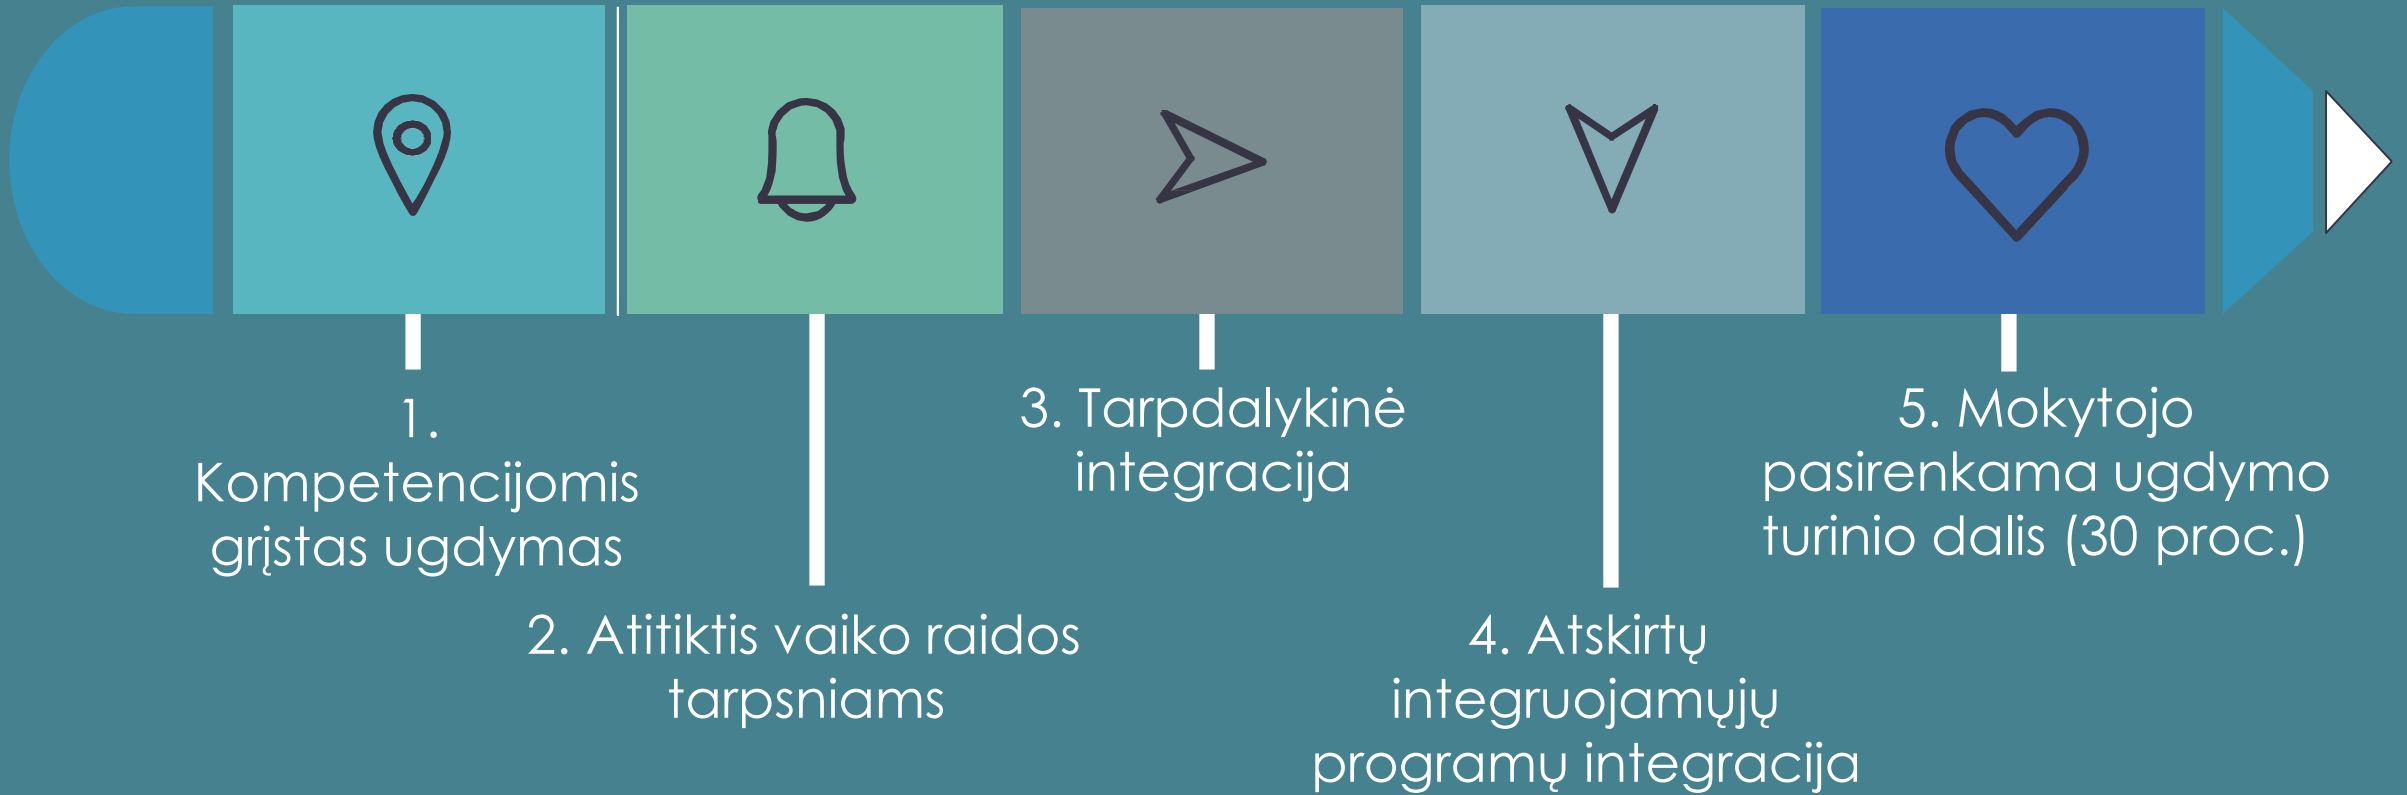 1.
Kompetencijomis
grįstas ugdymas
2. Atitiktis vaiko raidos
tarpsniams
3. Tarpdalykinė
integracija
4. Atskirtų
integruojamųjų
programų integracija
5. Mokytojo
pasirenkama ugdymo
turinio dalis (30 proc.)